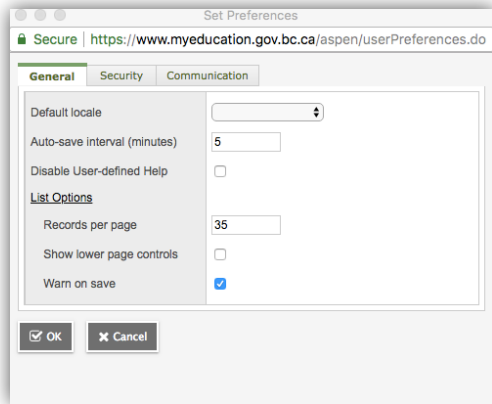 Set Preferences
Secure | https://www.myeducation.gov.bc.ca/aspen/userPreferences.do
General Security Communication
Default locale
Auto-save interval (minutes) 5
Disable User-defined Help
List Options
Records per page 35
Show lower page controls
Warn on save
OK Cancel